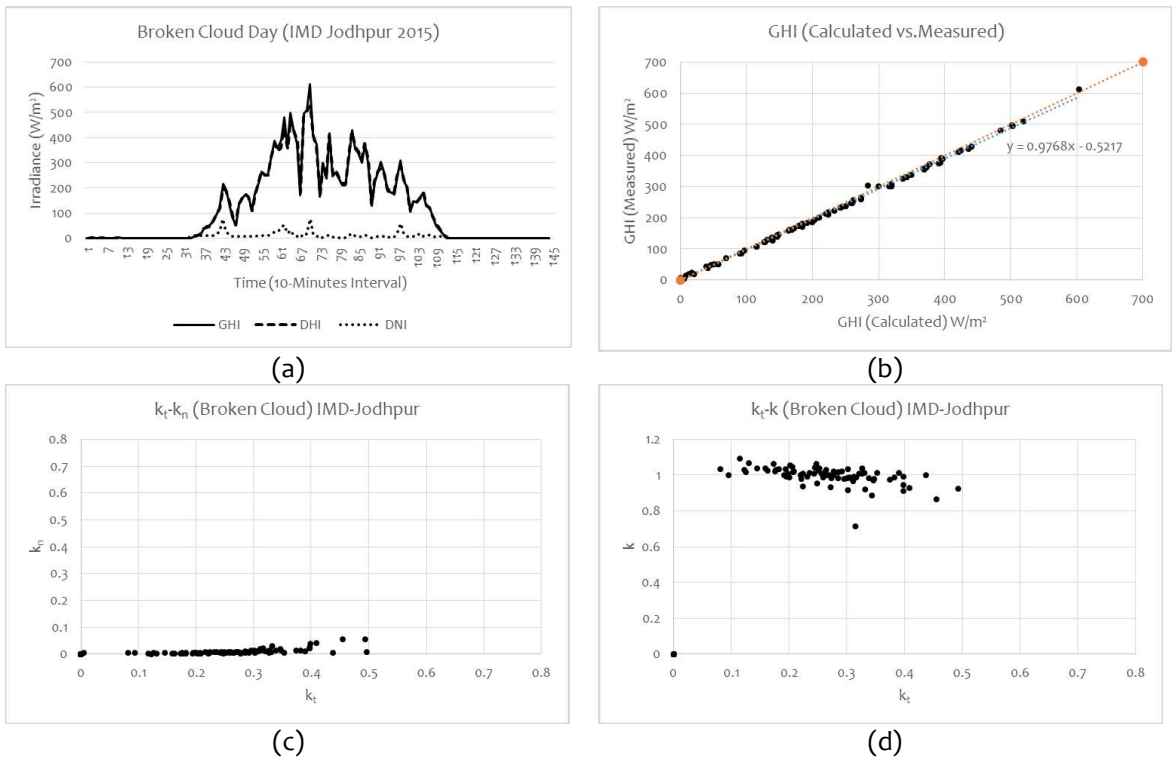 Broken Cloud Day (IMD Jodhpur 2015)
700
600
500
400
300
200
100
0
Irradiance (W/m²)
1 7 13 19 25 31 37 43 49 55 61 67 73 79 85 91 97 103 109 115 121 127 133 139 145
Time (10-Minutes Interval)
GHI DHI DNI
(a)
GHI (Calculated vs.Measured)
700
600
500
400
300
200
100
0
GHI (Measured) W/m²
y = 0.9768x - 0.5217
0 100 200 300 400 500 600 700
GHI (Calculated) W/m²
(b)
kt-kn (Broken Cloud) IMD-Jodhpur
0.8
0.7
0.6
0.5
0.4
0.3
0.2
0.1
0
kn
0 0.1 0.2 0.3 0.4 0.5 0.6 0.7 0.8
kt
(c)
kt-k (Broken Cloud) IMD-Jodhpur
1.2
1
0.8
0.6
0.4
0.2
0
k
0 0.1 0.2 0.3 0.4 0.5 0.6 0.7 0.8
kt
(d)